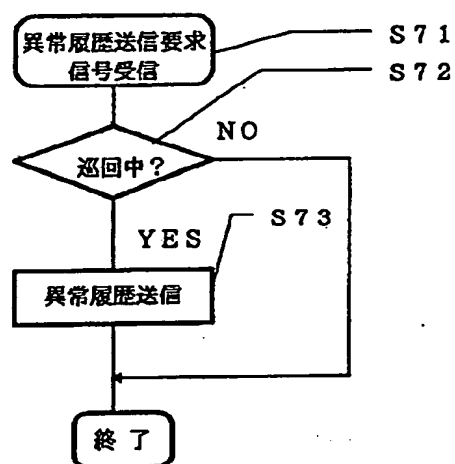 異常履歴送信要求
信号受信
S71
S72
巡回中?
NO
YES
S73
異常履歴送信
終了